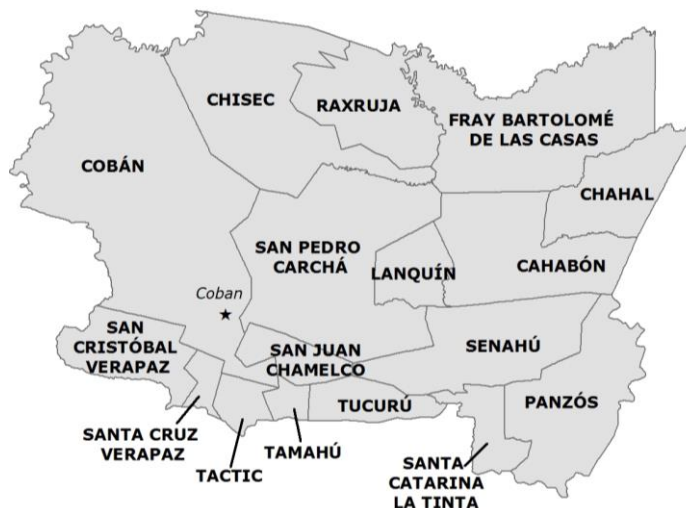 CHISEC
RAXRUJA
FRAY BARTOLOMÉ
DE LAS CASAS
COBÁN
CHAHAL
SAN PEDRO
CARCHÁ
LANQUÍN
CAHABÓN
Coban
SAN
CRISTÓBAL
VERAPAZ
SAN JUAN
CHAMELCO
SENAHÚ
TUCURÚ
PANZÓS
SANTA CRUZ
VERAPAZ
TACTIC
TAMAHÚ
SANTA
CATARINA
LA TINTA